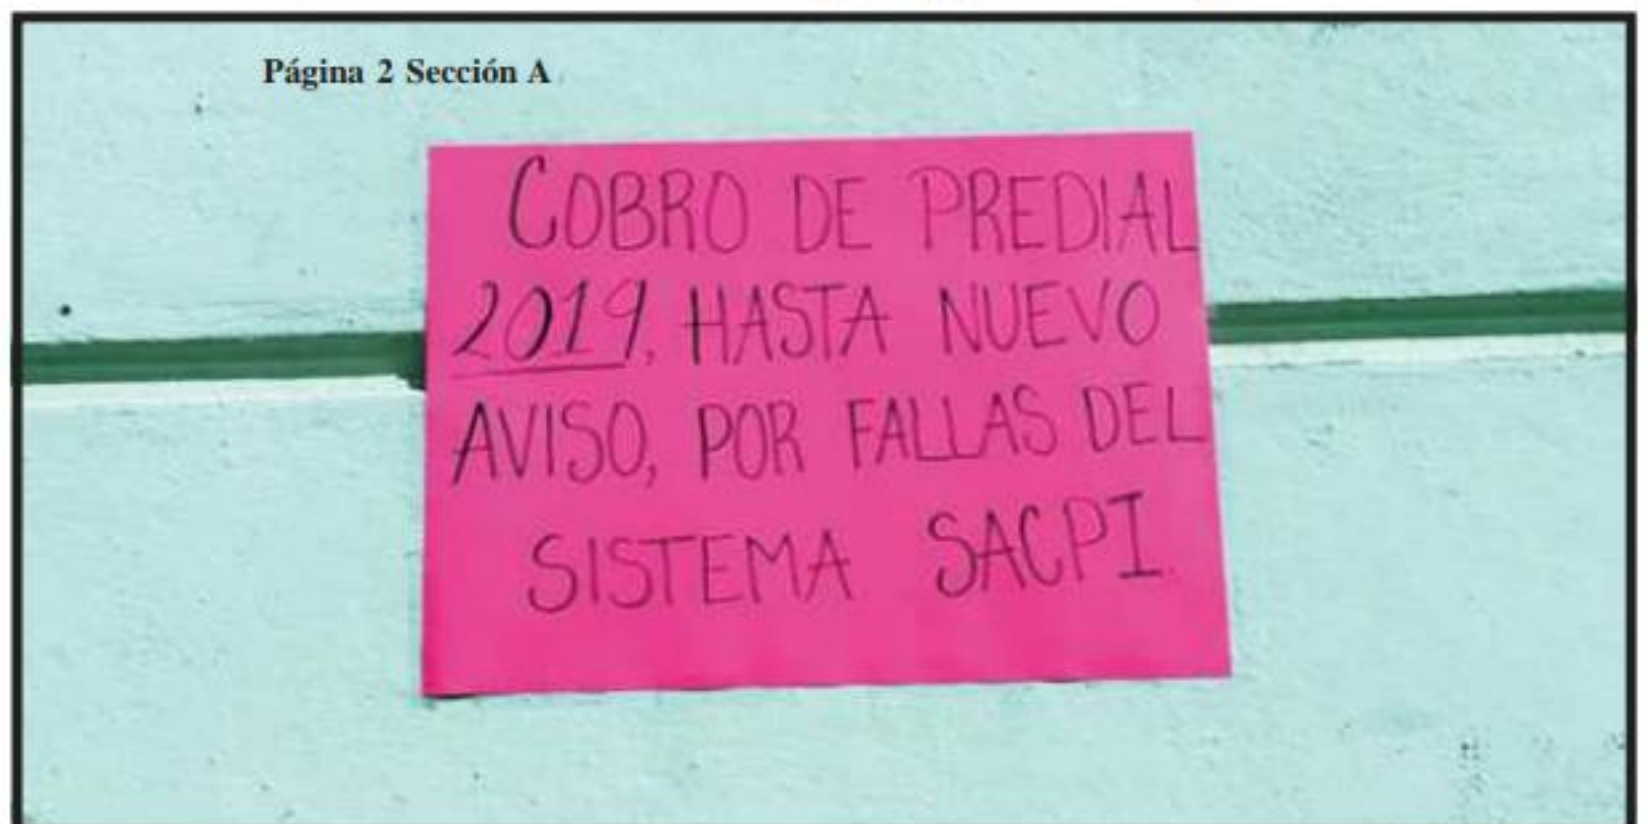 Página 2 Sección A
COBRO DE PREDIAL
2019, HASTA NUEVO
AVISO, POR FALLAS DEL
SISTEMA SACPI